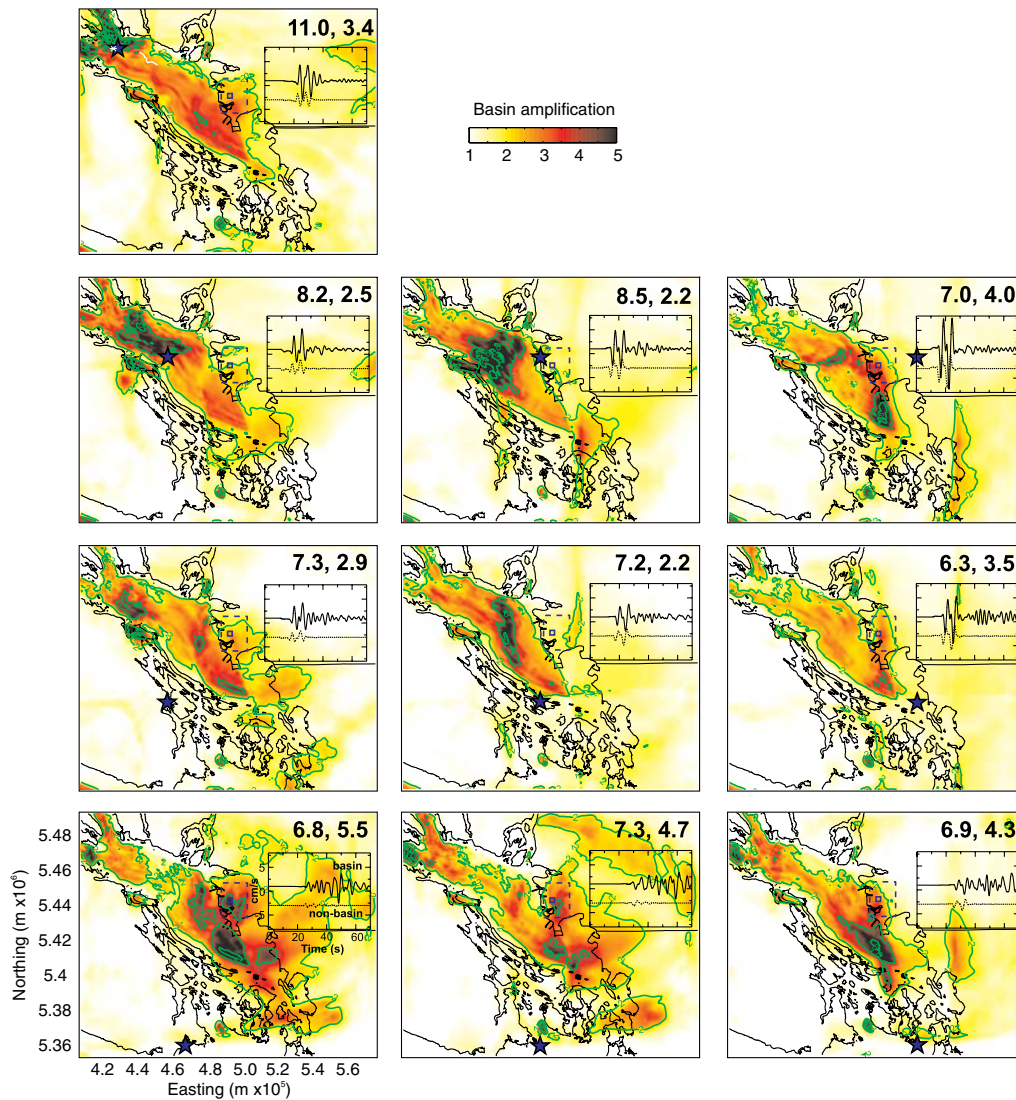 11.0, 3.4
Basin amplification
1 2 3 4 5
8.2, 2.5
8.5, 2.2
7.0, 4.0
7.3, 2.9
7.2, 2.2
6.3, 3.5
6.8, 5.5
7.3, 4.7
6.9, 4.3
5.48
5.46
5.44
5.42
5.4
5.38
5.36
Northing (m x10⁶)
5
0
5
cm/s
basin
non-basin
0 20 40 60
Time (s)
4.2 4.6 4.8 5.0 5.2 5.4 5.6
Easting (m x10⁵)